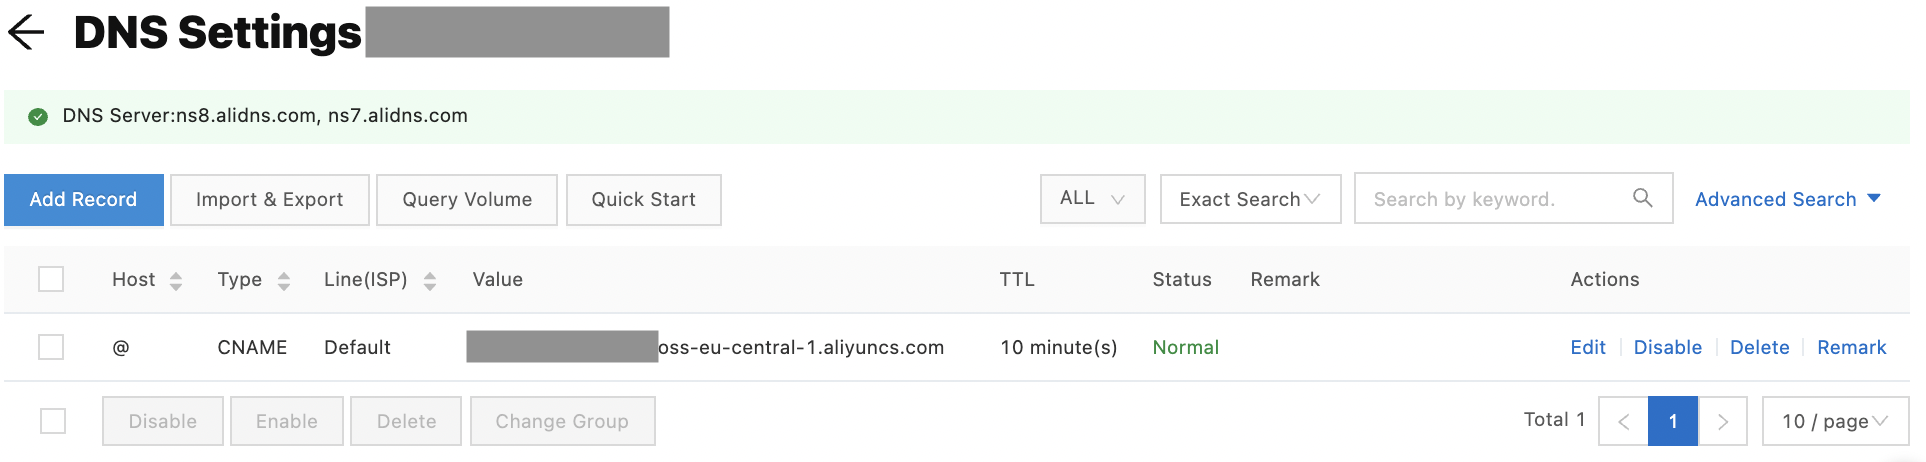 DNS Settings
DNS Server:ns8.alidns.com, ns7.alidns.com
Add Record Import & Export Query Volume Quick Start ALL Exact Search Search by keyword. Advanced Search
Host Type Line(ISP) Value TTL Status Remark Actions
@ CNAME Default oss-eu-central-1.aliyuncs.com 10 minute(s) Normal Edit Disable Delete Remark
Disable Enable Delete Change Group Total 1 < 1 > 10 / page